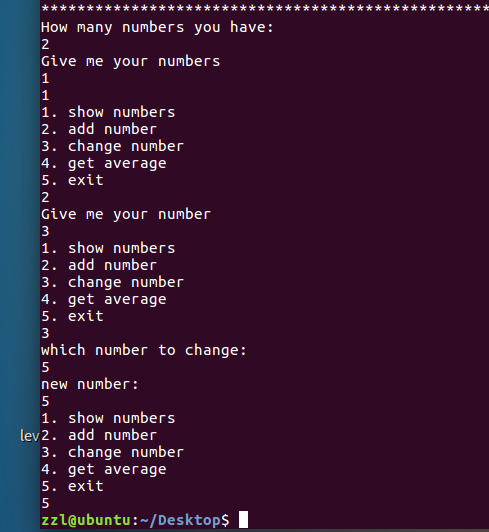 **************************************************
How many numbers you have:
2
Give me your numbers
1
1
1. show numbers
2. add number
3. change number
4. get average
5. exit
2
Give me your number
3
1. show numbers
2. add number
3. change number
4. get average
5. exit
3
which number to change:
5
new number:
5
1. show numbers
lev
2. add number
3. change number
4. get average
5. exit
5
zzl@ubuntu:~/Desktop$